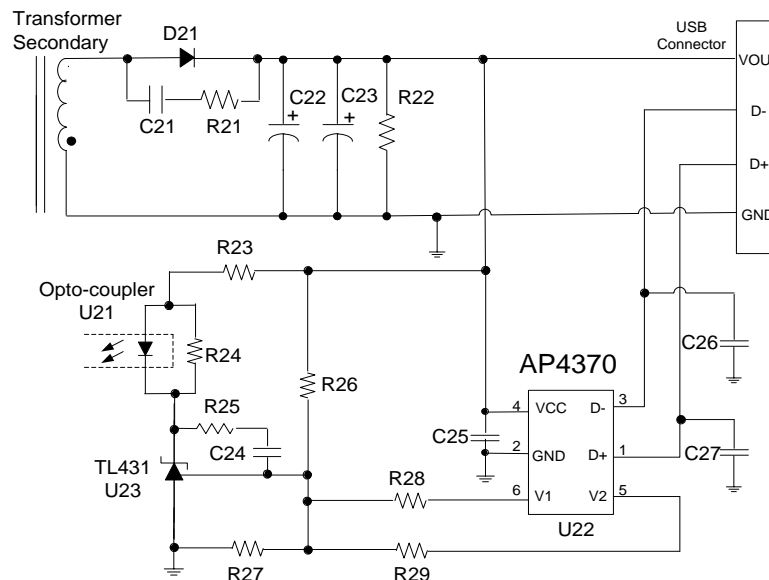 Transformer
Secondary
D21
USB
Connector
VOU
C21
R21
C22
+
C23
+
R22
D-
D+
GND
R23
Opto-coupler
U21
R24
R26
C26
AP4370
R25
C24
C25
4
VCC
D-
3
2
GND
D+
1
C27
TL431
U23
R28
6
V1
V2
5
U22
R27
R29